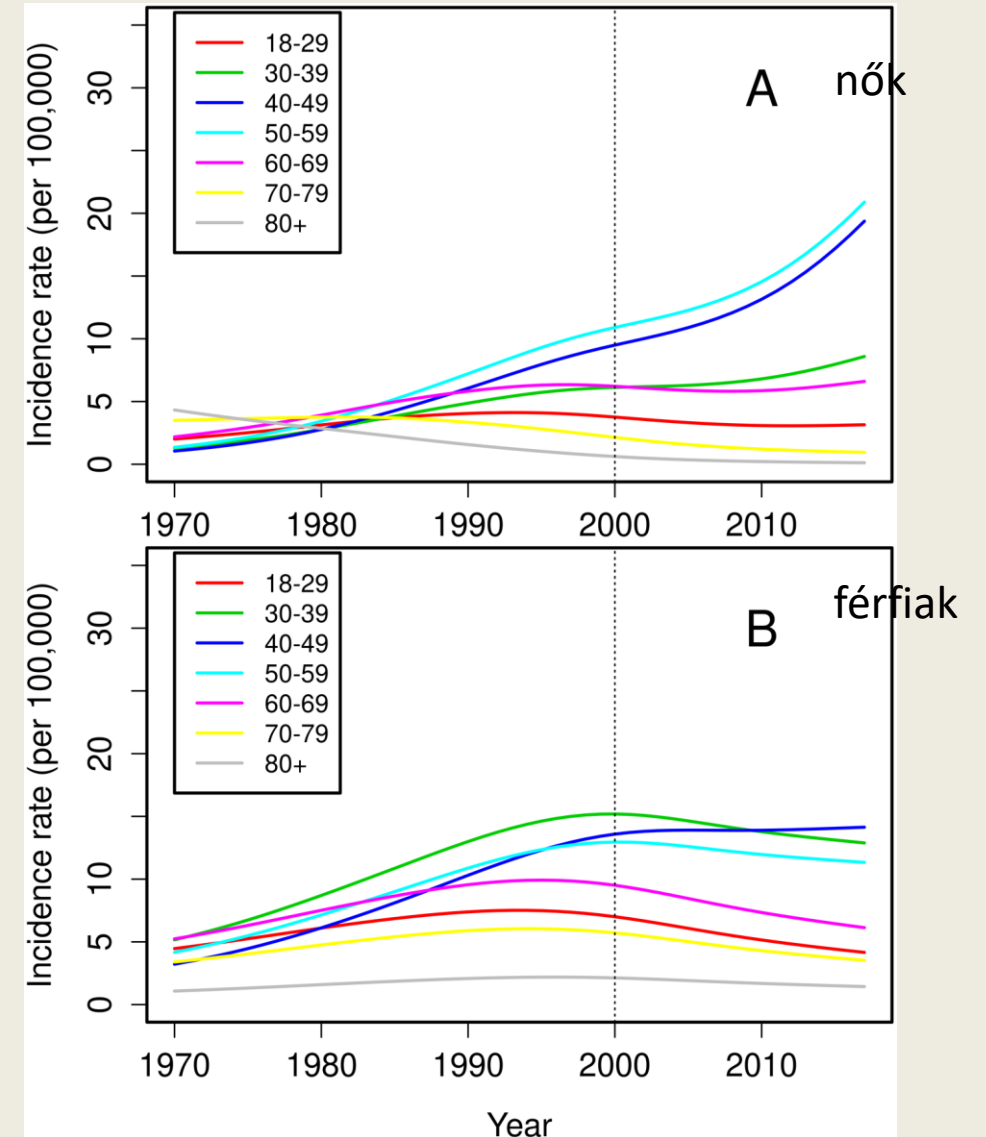 Incidence rate (per 100,000)
30
20
10
5
0
18-29
30-39
40-49
50-59
60-69
70-79
80+
A
nők
1970 1980 1990 2000 2010
Incidence rate (per 100,000)
30
20
10
5
0
18-29
30-39
40-49
50-59
60-69
70-79
80+
B
férfiak
1970 1980 1990 2000 2010
Year